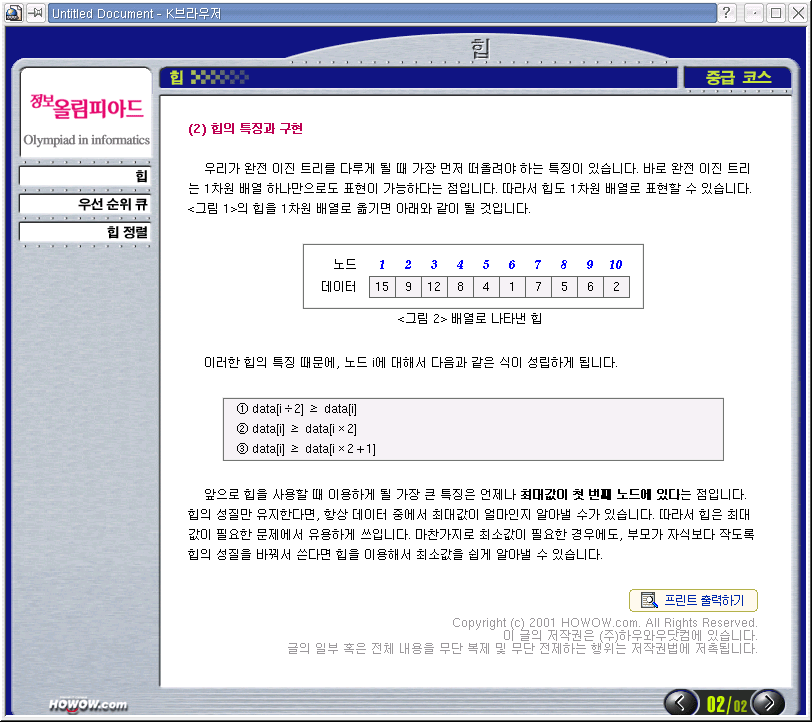 Untitled Document - K브라우저
힙
힙
중급 코스
정보올림피아드
Olympiad in informatics
힙
우선 순위 큐
힙 정렬
(2) 힙의 특징과 구현
우리가 완전 이진 트리를 다루게 될 때 가장 먼저 떠올려야 하는 특징이 있습니다. 바로 완전 이진 트리
는 1차원 배열 하나만으로도 표현이 가능하다는 점입니다. 따라서 힙도 1차원 배열로 표현할 수 있습니다.
<그림 1>의 힙을 1차원 배열로 옮기면 아래와 같이 될 것입니다.
노드 1 2 3 4 5 6 7 8 9 10
데이터 15 9 12 8 4 1 7 5 6 2
<그림 2> 배열로 나타낸 힙
이러한 힙의 특징 때문에, 노드 i에 대해서 다음과 같은 식이 성립하게 됩니다.
① data[i÷2] ≥ data[i]
② data[i] ≥ data[i×2]
③ data[i] ≥ data[i×2+1]
앞으로 힙을 사용할 때 이용하게 될 가장 큰 특징은 언제나 최대값이 첫 번째 노드에 있다는 점입니다.
힙의 성질만 유지한다면, 항상 데이터 중에서 최대값이 얼마인지 알아낼 수가 있습니다. 따라서 힙은 최대
값이 필요한 문제에서 유용하게 쓰입니다. 마찬가지로 최소값이 필요한 경우에도, 부모가 자식보다 작도록
힙의 성질을 바꿔서 쓴다면 힙을 이용해서 최소값을 쉽게 알아낼 수 있습니다.
프린트 출력하기
Copyright (c) 2001 HOWOW.com. All Rights Reserved.
이 글의 저작권은 (주)하우와우닷컴에 있습니다.
글의 일부 혹은 전체 내용을 무단 복제 및 무단 전제하는 행위는 저작권법에 저촉됩니다.
HOWOW.com
02/02